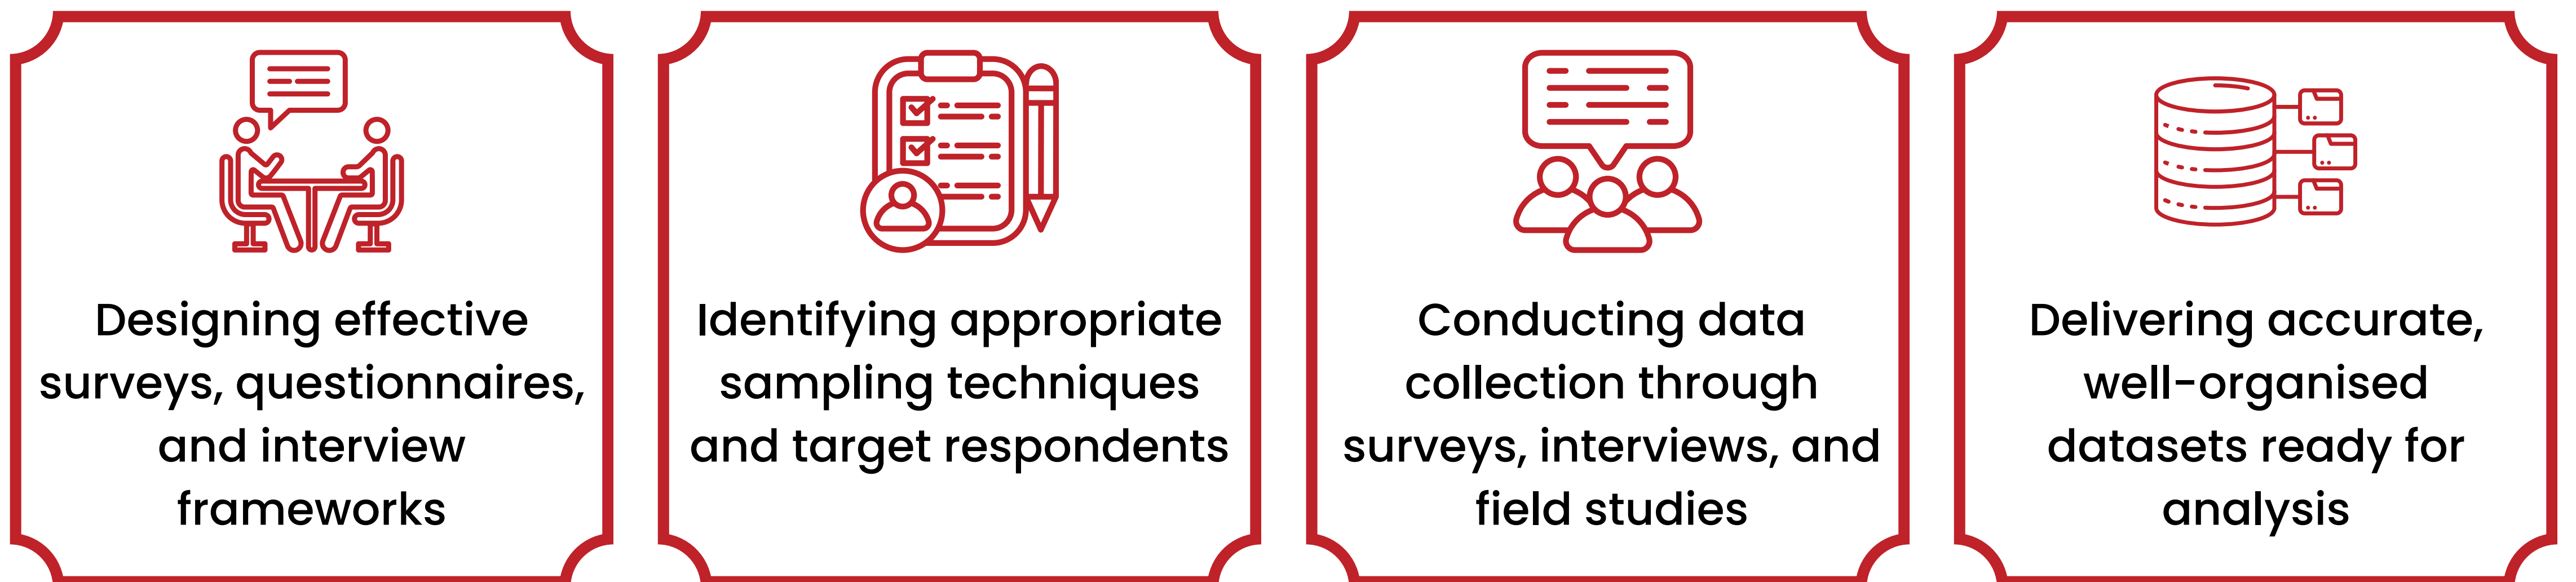 Designing effective
surveys, questionnaires,
and interview
frameworks
Identifying appropriate
sampling techniques
and target respondents
Conducting data
collection through
surveys, interviews, and
field studies
Delivering accurate,
well-organised
datasets ready for
analysis